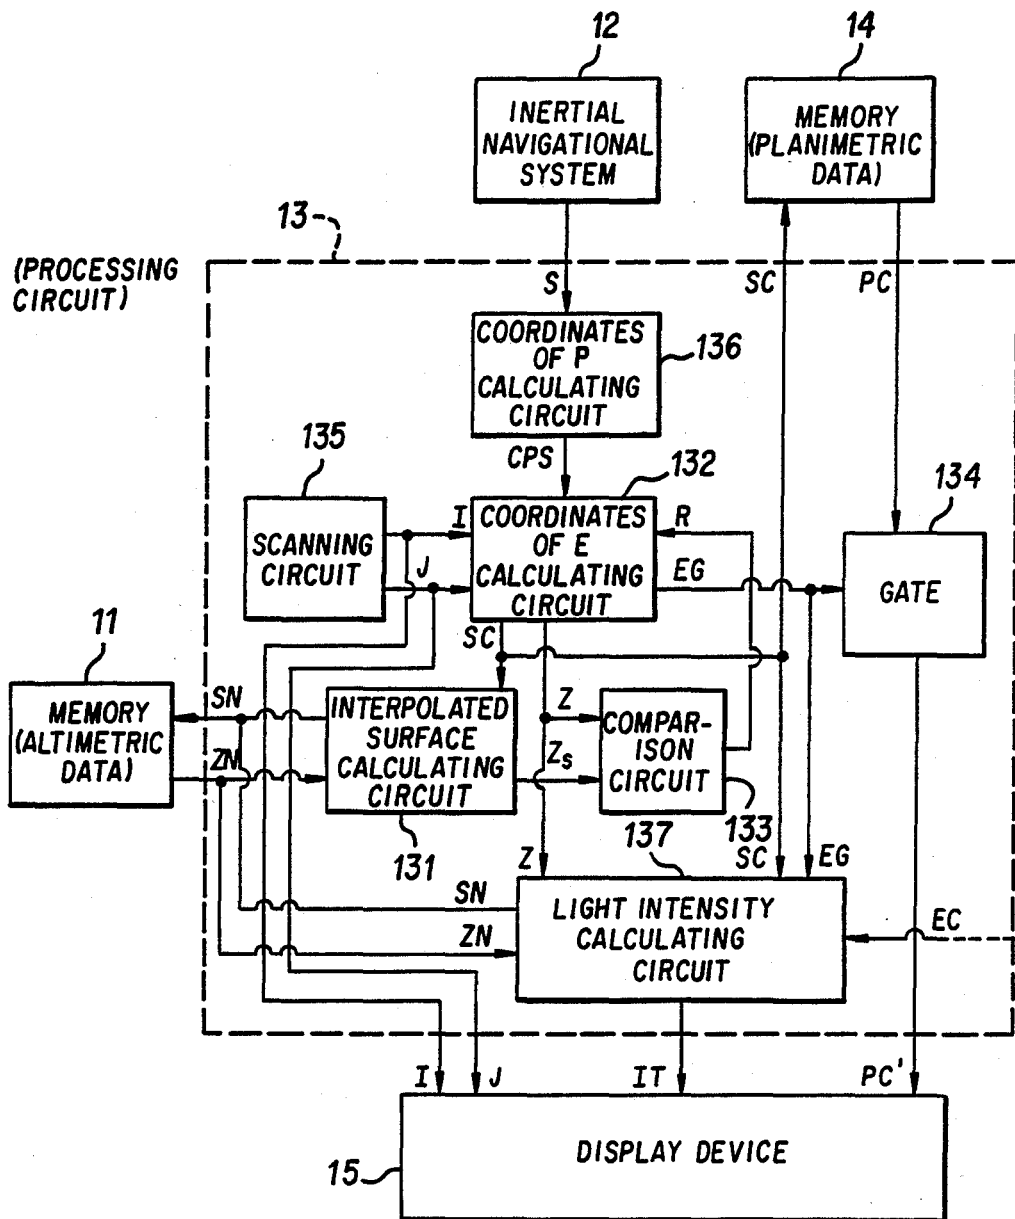 12
14
INERTIAL
NAVIGATIONAL
SYSTEM
MEMORY
(PLANIMETRIC
DATA)
13
(PROCESSING
CIRCUIT)
S
SC
PC
COORDINATES
OF P
CALCULATING
CIRCUIT
136
CPS
135
132
134
SCANNING
CIRCUIT
I
J
COORDINATES
OF E
CALCULATING
CIRCUIT
R
EG
GATE
SC
11
MEMORY
(ALTIMETRIC
DATA)
SN
ZN
INTERPOLATED
SURFACE
CALCULATING
CIRCUIT
131
Z
Zs
COMPAR-
ISON
CIRCUIT
133
137
Z
SC
EG
SN
ZN
LIGHT INTENSITY
CALCULATING
CIRCUIT
EC
I
J
IT
PC'
DISPLAY DEVICE
15